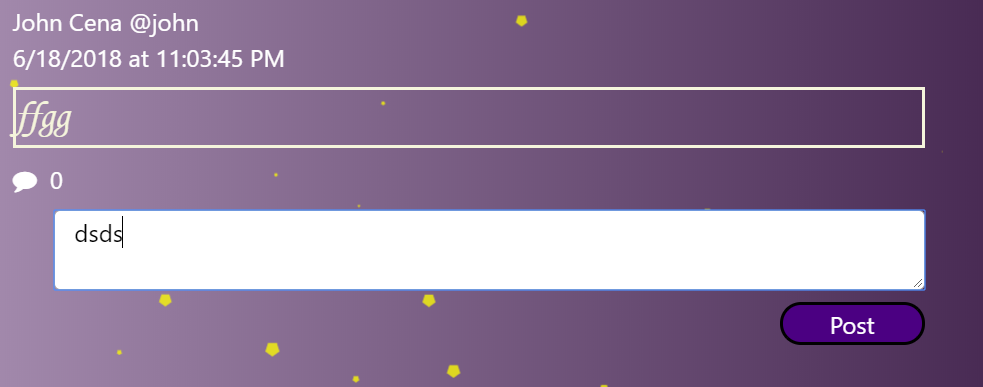 John Cena @john
6/18/2018 at 11:03:45 PM
ffgg
0
dsds
Post